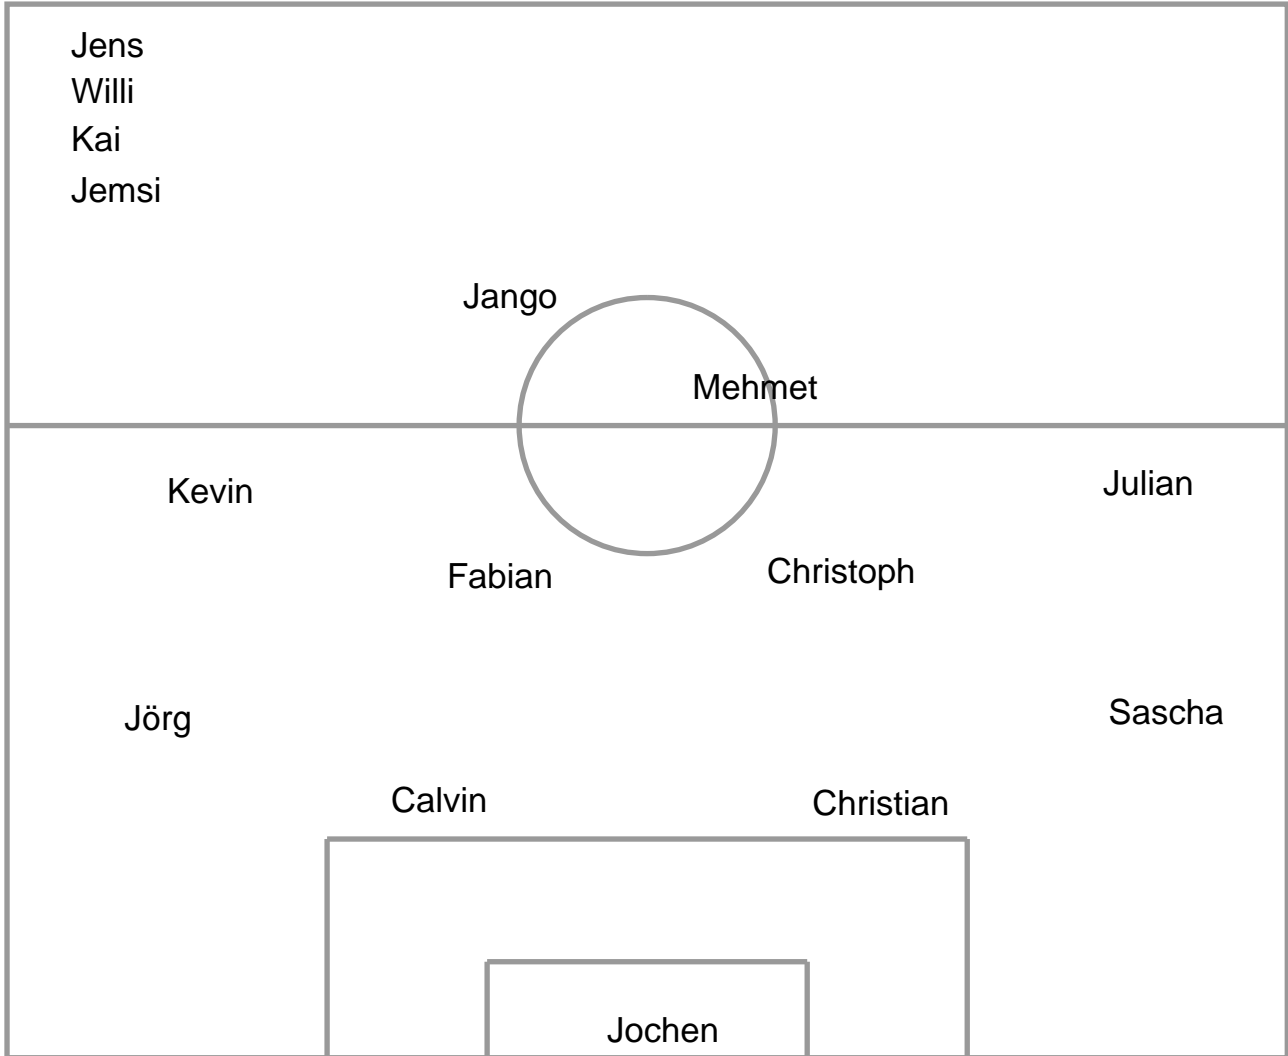 Jens
Willi
Kai
Jemsi
Jango
Mehmet
Kevin
Julian
Fabian
Christoph
Jörg
Sascha
Calvin
Christian
Jochen